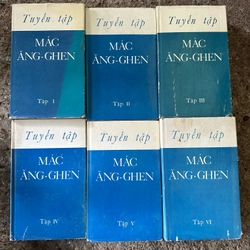 Tuyển tập
MÁC
ĂNG-GHEN
Tập I
Tuyển tập
MÁC
ĂNG-GHEN
Tập II
Tuyển tập
MÁC
ĂNG-GHEN
Tập III
Tuyển tập
MÁC
ĂNG-GHEN
Tập IV
Tuyển tập
MÁC
ĂNG-GHEN
Tập V
Tuyển tập
MÁC
ĂNG-GHEN
Tập VI